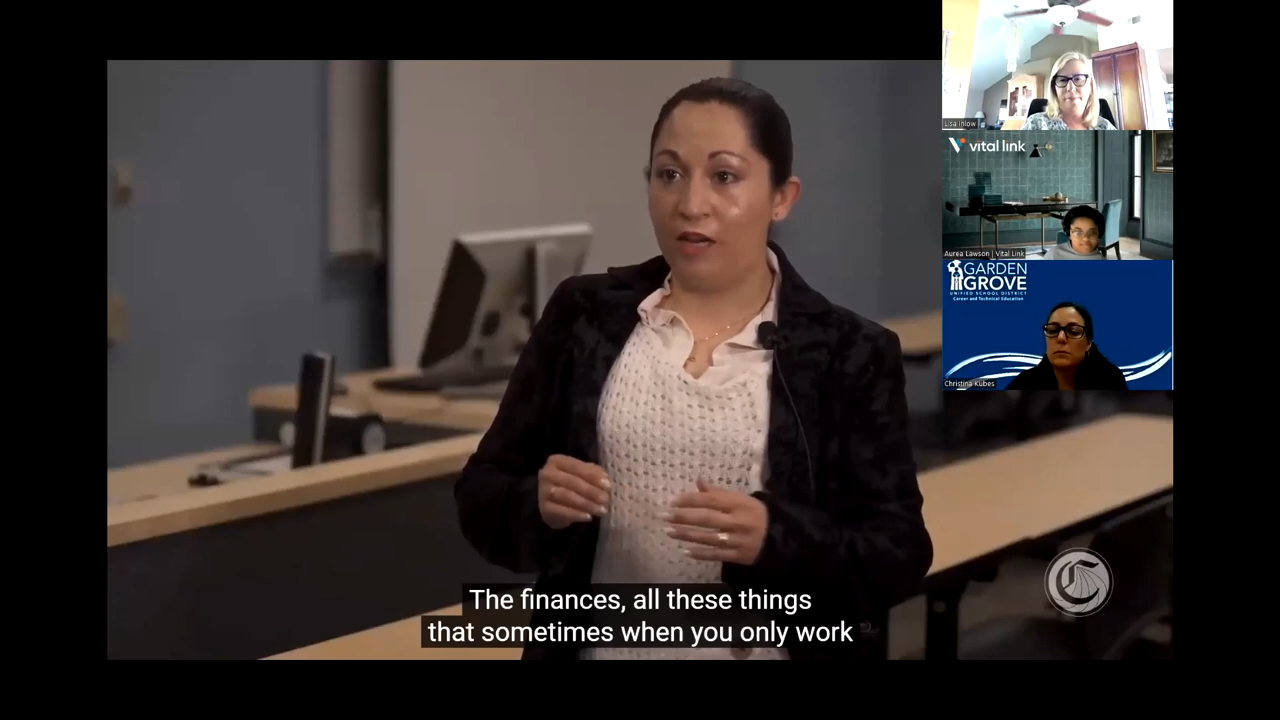 Lisa Inlow
vital link
Aurea Lawson | Vital Link
GARDEN
GROVE
UNIFIED SCHOOL DISTRICT
Career and Technical Education
Christina Kubes
C
The finances, all these things
that sometimes when you only work